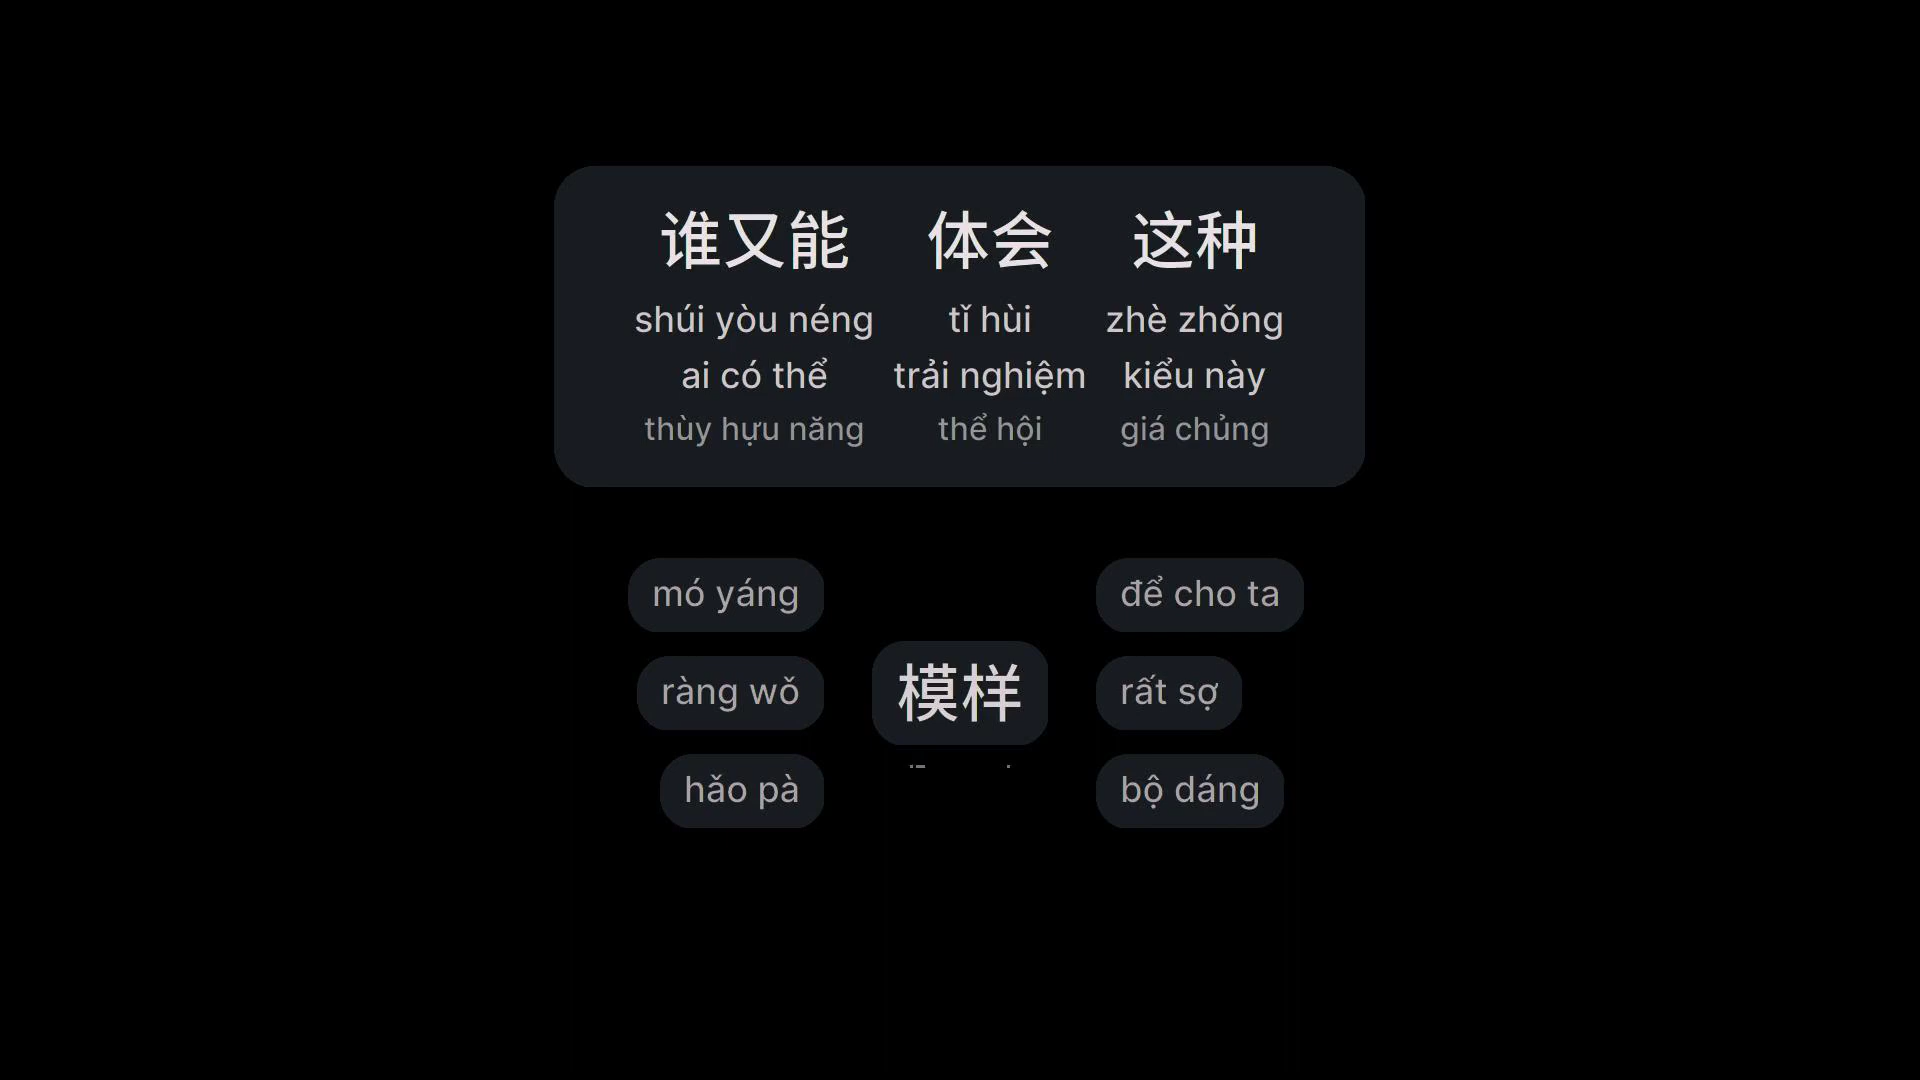 谁又能 体会 这种
shúi yòu néng tǐ hùi zhè zhǒng
ai có thể trải nghiệm kiểu này
thùy hựu năng thể hội giá chủng
mó yáng
ràng wǒ
hǎo pà
模样
để cho ta
rất sợ
bộ dáng